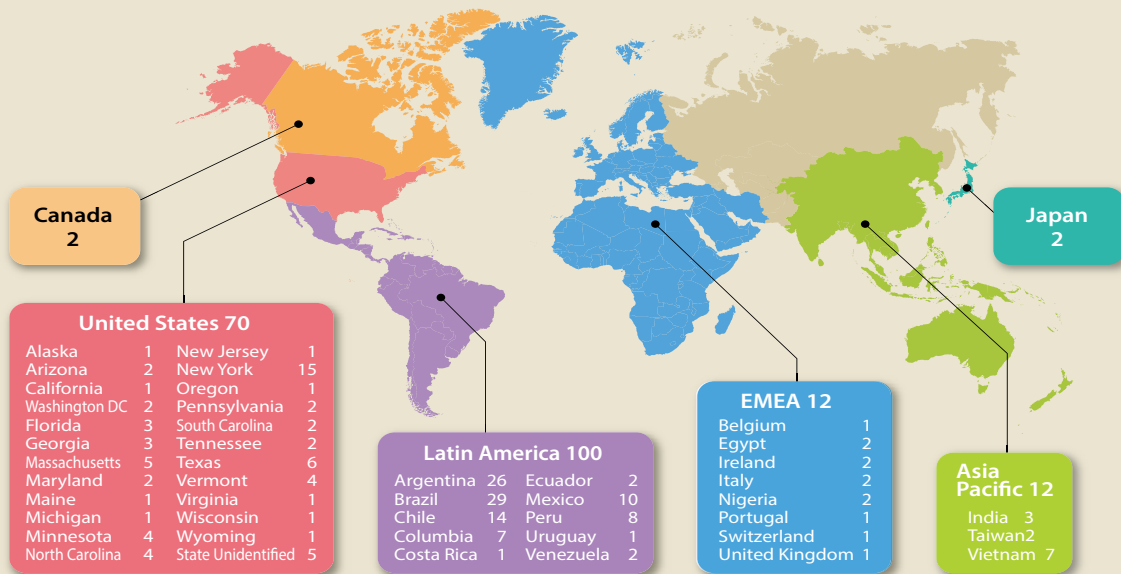 Canada
2
Japan
2
United States 70
Alaska 1 New Jersey 1
Arizona 2 New York 15
California 1 Oregon 1
Washington DC 2 Pennsylvania 2
Florida 3 South Carolina 2
Georgia 3 Tennessee 2
Massachusetts 5 Texas 6
Maryland 2 Vermont 4
Maine 1 Virginia 1
Michigan 1 Wisconsin 1
Minnesota 4 Wyoming 1
North Carolina 4 State Unidentified 5
Latin America 100
Argentina 26 Ecuador 2
Brazil 29 Mexico 10
Chile 14 Peru 8
Columbia 7 Uruguay 1
Costa Rica 1 Venezuela 2
EMEA 12
Belgium 1
Egypt 2
Ireland 2
Italy 2
Nigeria 2
Portugal 1
Switzerland 1
United Kingdom 1
Asia
Pacific 12
India 3
Taiwan2
Vietnam 7